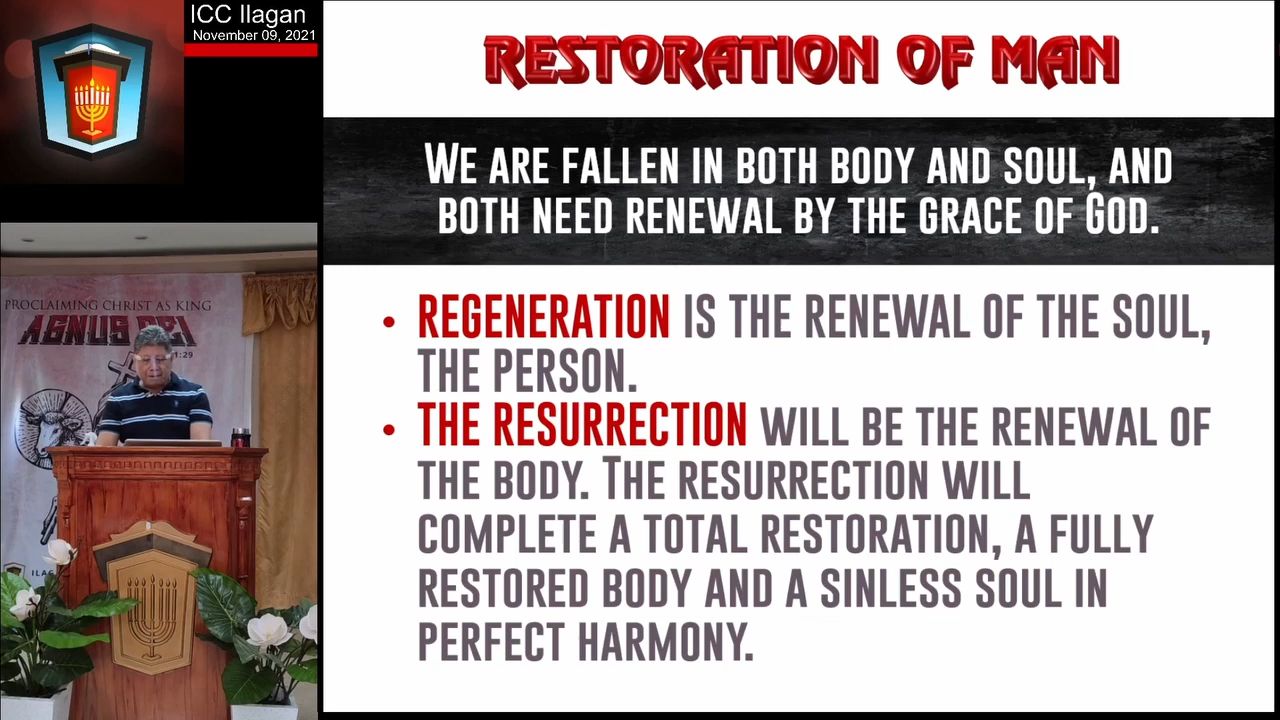 ICC Ilagan
November 09, 2021
RESTORATION OF MAN
WE ARE FALLEN IN BOTH BODY AND SOUL, AND
BOTH NEED RENEWAL BY THE GRACE OF GOD.
• REGENERATION IS THE RENEWAL OF THE SOUL,
THE PERSON.
• THE RESURRECTION WILL BE THE RENEWAL OF
THE BODY. THE RESURRECTION WILL
COMPLETE A TOTAL RESTORATION, A FULLY
RESTORED BODY AND A SINLESS SOUL IN
PERFECT HARMONY.
PROCLAIMING CHRIST AS KING
AGNUS DEI
1:29